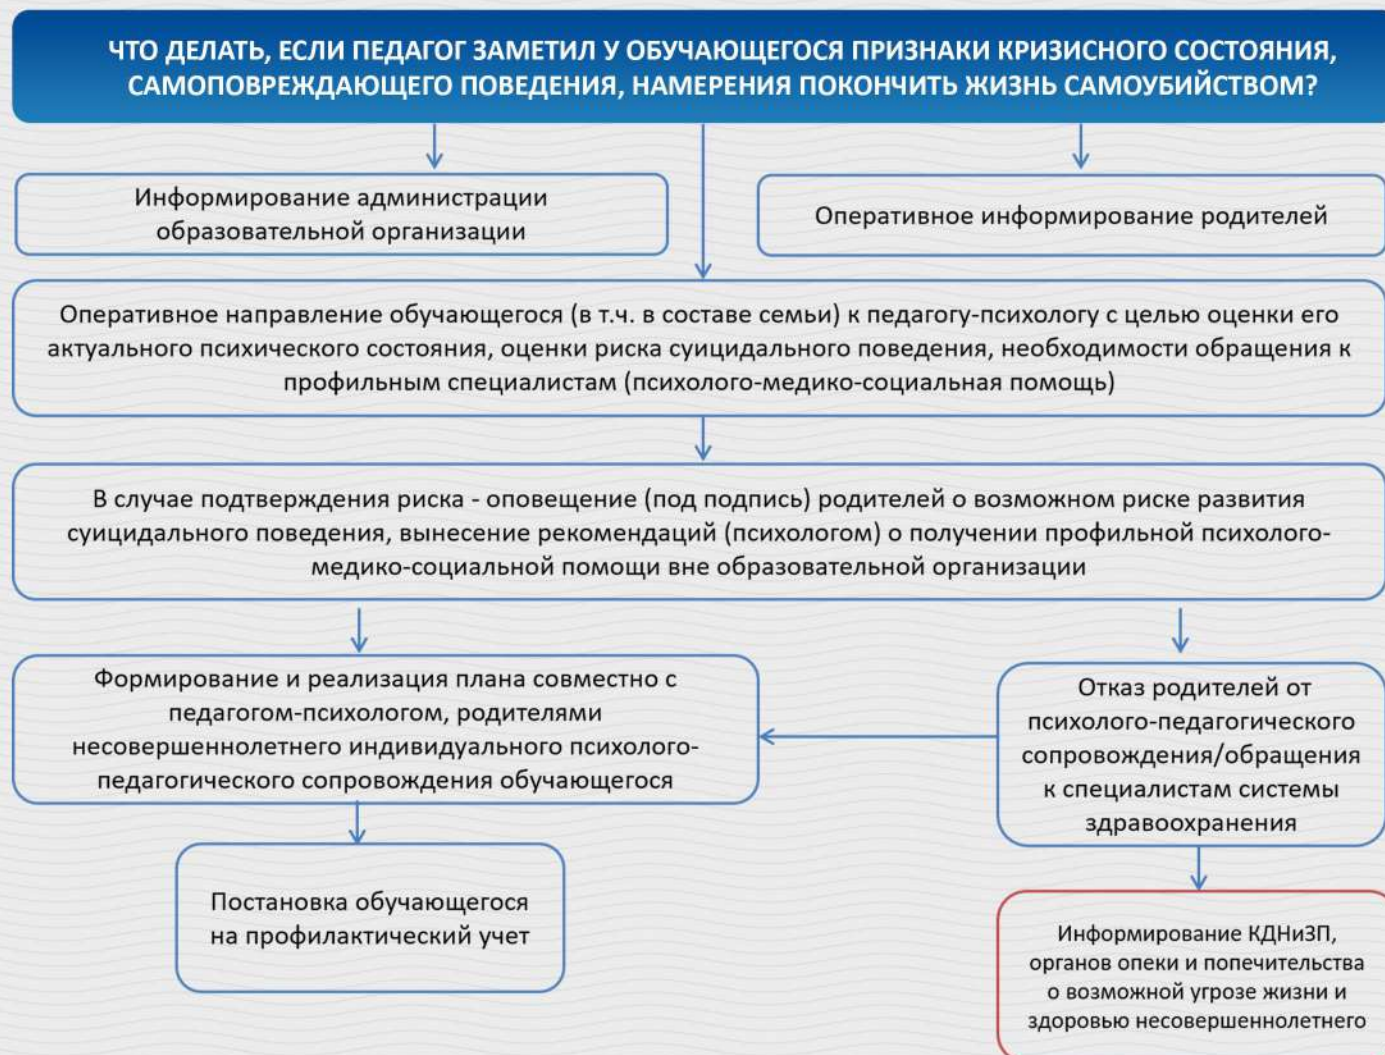 ЧТО ДЕЛАТЬ, ЕСЛИ ПЕДАГОГ ЗАМЕТИЛ У ОБУЧАЮЩЕГОСЯ ПРИЗНАКИ КРИЗИСНОГО СОСТОЯНИЯ,
САМОПОВРЕЖДАЮЩЕГО ПОВЕДЕНИЯ, НАМЕРЕНИЯ ПОКОНЧИТЬ ЖИЗНЬ САМОУБИЙСТВОМ?
Информирование администрации
образовательной организации
Оперативное информирование родителей
Оперативное направление обучающегося (в т.ч. в составе семьи) к педагогу-психологу с целью оценки его
актуального психического состояния, оценки риска суицидального поведения, необходимости обращения к
профильным специалистам (психолого-медико-социальная помощь)
В случае подтверждения риска - оповещение (под подпись) родителей о возможном риске развития
суицидального поведения, вынесение рекомендаций (психологом) о получении профильной психолого-
медико-социальной помощи вне образовательной организации
Формирование и реализация плана совместно с
педагогом-психологом, родителями
несовершеннолетнего индивидуального психолого-
педагогического сопровождения обучающегося
Отказ родителей от
психолого-педагогического
сопровождения/обращения
к специалистам системы
здравоохранения
Постановка обучающегося
на профилактический учет
Информирование КДНиЗП,
органов опеки и попечительства
о возможной угрозе жизни и
здоровью несовершеннолетнего